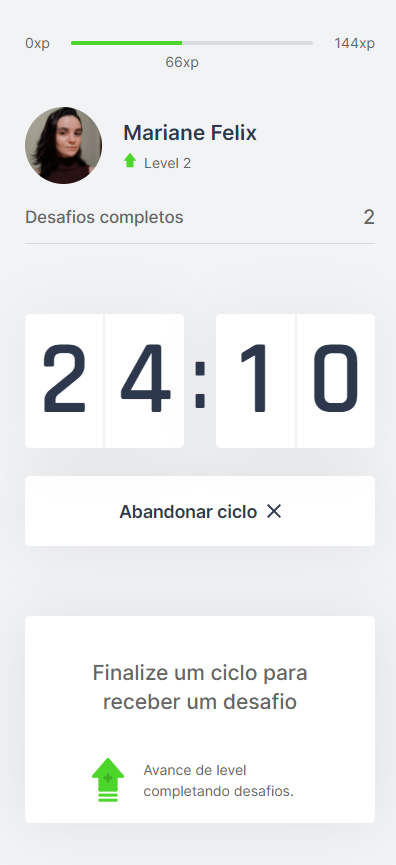 0xp 144xp
66xp
Mariane Felix
Level 2
Desafios completos 2
24:10
Abandonar ciclo
Finalize um ciclo para
receber um desafio
Avance de level
completando desafios.